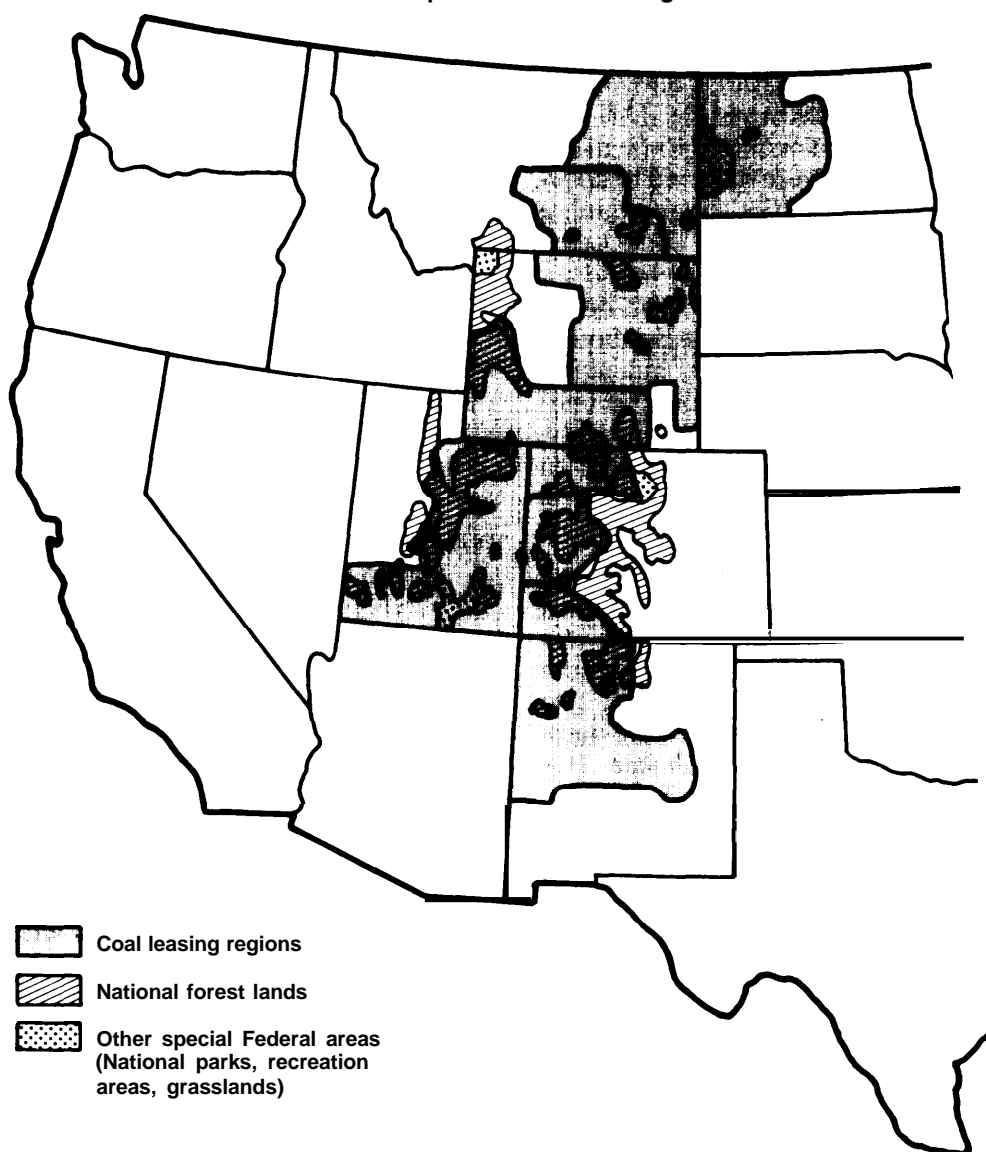 Coal leasing regions
National forest lands
Other special Federal areas
(National parks, recreation
areas, grasslands)